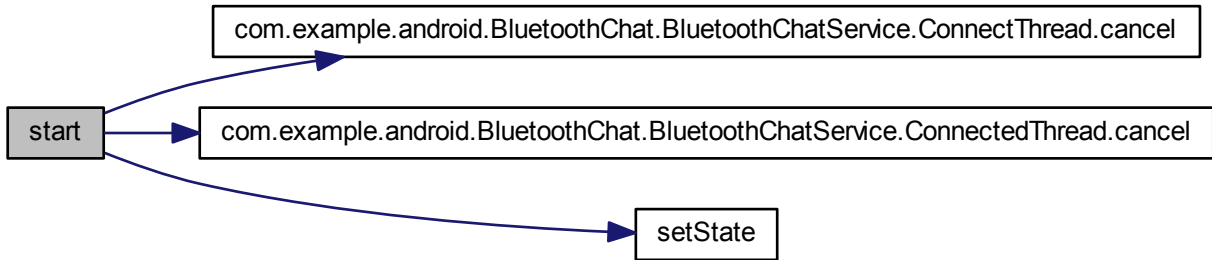 com.example.android.BluetoothChat.BluetoothChatService.ConnectThread.cancel
start
com.example.android.BluetoothChat.BluetoothChatService.ConnectedThread.cancel
setState